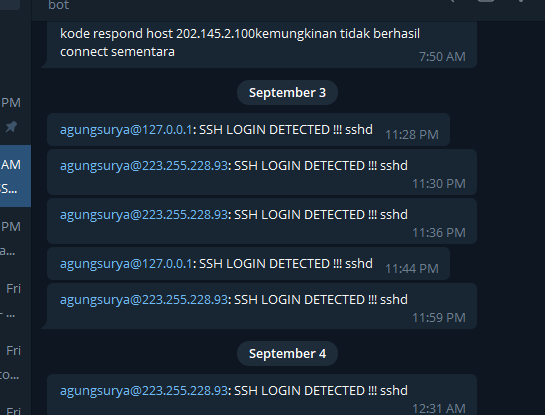 bot
kode respond host 202.145.2.100kemungkinan tidak berhasil
connect sementara
7:50 AM
September 3
agungsurya@127.0.0.1: SSH LOGIN DETECTED !!! sshd
11:28 PM
agungsurya@223.255.228.93: SSH LOGIN DETECTED !!! sshd
11:30 PM
agungsurya@223.255.228.93: SSH LOGIN DETECTED !!! sshd
11:36 PM
agungsurya@127.0.0.1: SSH LOGIN DETECTED !!! sshd
11:44 PM
agungsurya@223.255.228.93: SSH LOGIN DETECTED !!! sshd
11:59 PM
September 4
agungsurya@223.255.228.93: SSH LOGIN DETECTED !!! sshd
12:31 AM
PM
AM
SS...
PM
a...
Fri
- ...
Fri
to...
Fri